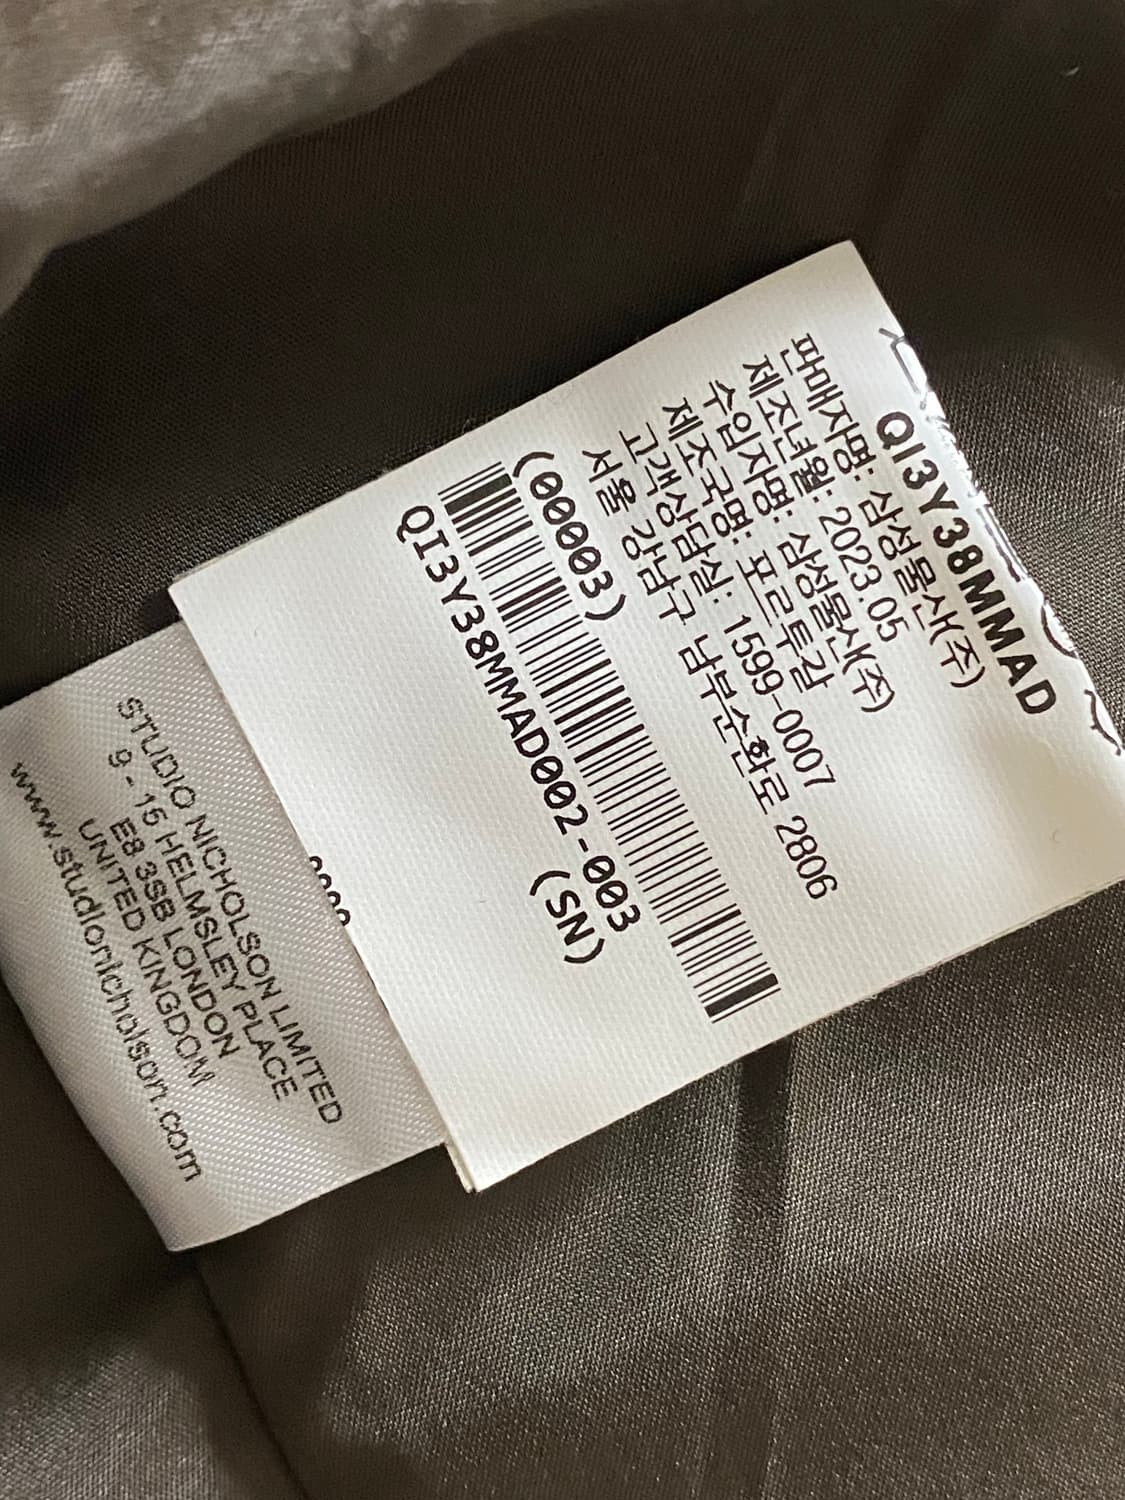 QI3Y38MMAD
판매자명: 삼성물산(주)
제조년월: 2023.05
수입자명: 삼성물산(주)
제조국명: 포르투갈
고객상담실: 1599-0007
서울 강남구 남부순환로 2806
(00003)
QI3Y38MMAD002-003
(SN)
STUDIO NICHOLSON LIMITED
9 - 15 HELMSLEY PLACE
E8 3SB LONDON
UNITED KINGDOM
www.studionicholson.com